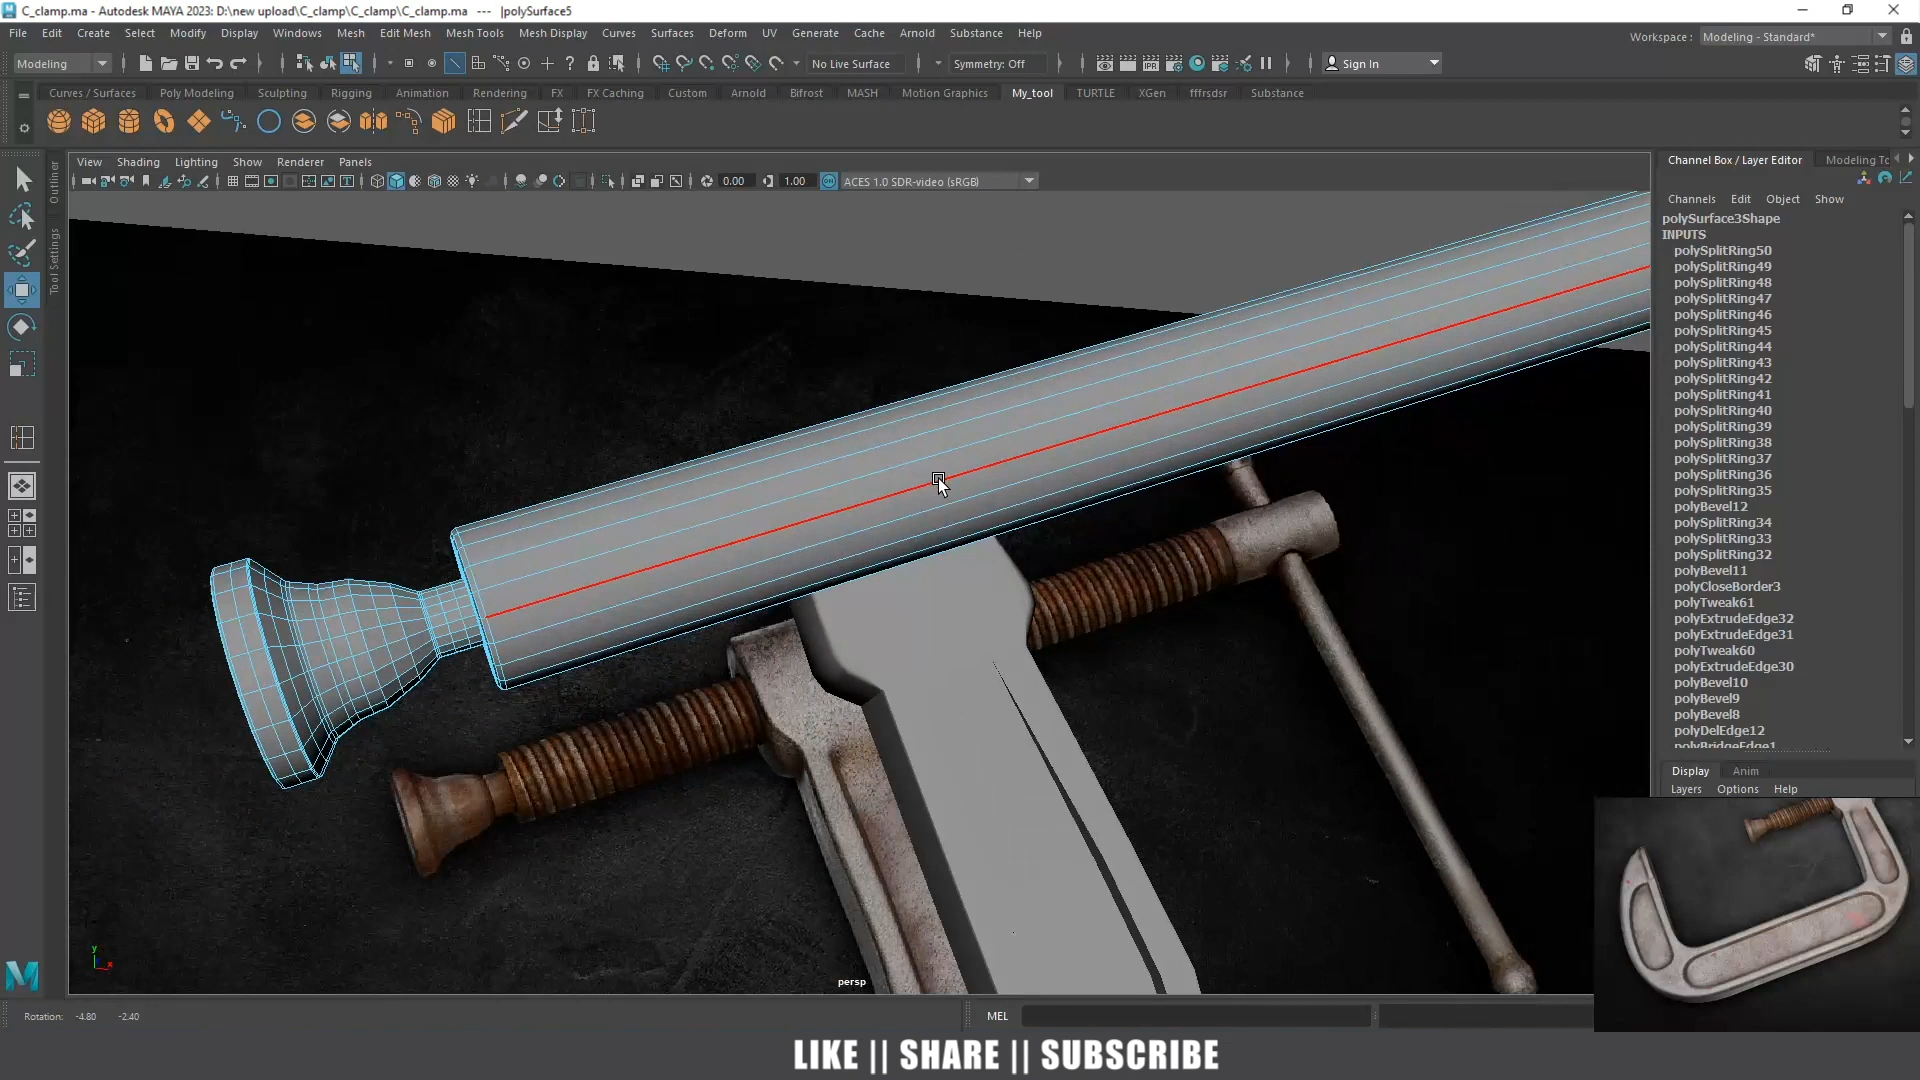 C_clamp.ma - Autodesk MAYA 2023: D:\new upload\C_clamp\C_clamp\C_clamp.ma --- |polySurface5
File Edit Create Select Modify Display Windows Mesh Edit Mesh Mesh Tools Mesh Display Curves Surfaces Deform UV Generate Cache Arnold Substance Help
Workspace : Modeling - Standard*
Modeling No Live Surface Symmetry: Off Sign In
Curves / Surfaces Poly Modeling Sculpting Rigging Animation Rendering FX FX Caching Custom Arnold Bifrost MASH Motion Graphics My_tool TURTLE XGen fffrsdsr Substance
View Shading Lighting Show Renderer Panels
0.00 1.00 ACES 1.0 SDR-video (sRGB)
Outliner
Tool Settings
Channel Box / Layer Editor Modeling To
Channels Edit Object Show
polySurface3Shape
INPUTS
polySplitRing50
polySplitRing49
polySplitRing48
polySplitRing47
polySplitRing46
polySplitRing45
polySplitRing44
polySplitRing43
polySplitRing42
polySplitRing41
polySplitRing40
polySplitRing39
polySplitRing38
polySplitRing37
polySplitRing36
polySplitRing35
polyBevel12
polySplitRing34
polySplitRing33
polySplitRing32
polyBevel11
polyCloseBorder3
polyTweak61
polyExtrudeEdge32
polyExtrudeEdge31
polyTweak60
polyExtrudeEdge30
polyBevel10
polyBevel9
polyBevel8
polyDelEdge12
polyBridgeEdge1
Display Anim
Layers Options Help
y
x
persp
Rotation: -4.80 -2.40
MEL
LIKE || SHARE || SUBSCRIBE